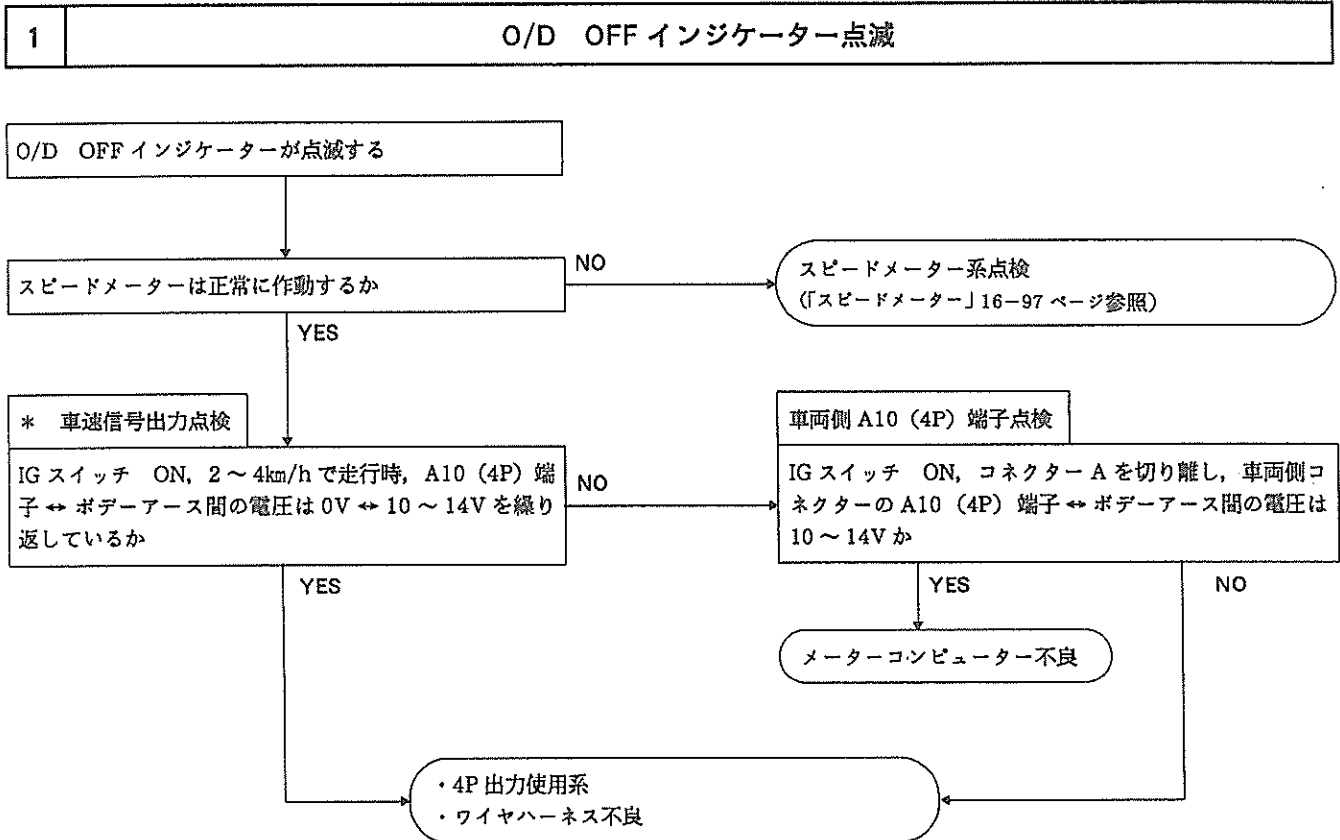 1
O/D OFF インジケーター点滅
O/D OFF インジケーターが点滅する
スピードメーターは正常に作動するか
NO
スピードメーター系点検
(「スピードメーター」16−97 ページ参照)
YES
* 車速信号出力点検
IG スイッチ ON, 2 ~ 4km/h で走行時, A10 (4P) 端
子 ↔ ボデーアース間の電圧は 0V ↔ 10 ~ 14V を繰り
返しているか
NO
車両側 A10 (4P) 端子点検
IG スイッチ ON, コネクター A を切り離し, 車両側コ
ネクターの A10 (4P) 端子 ↔ ボデーアース間の電圧は
10 ~ 14V か
YES
YES
NO
メーターコンピューター不良
・4P 出力使用系
・ワイヤハーネス不良